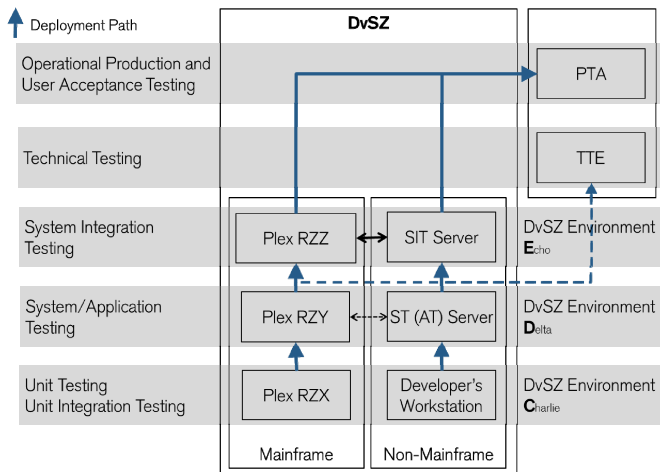 Deployment Path
DvSZ
Operational Production and
User Acceptance Testing
PTA
Technical Testing
TTE
System Integration
Testing
Plex RZZ
SIT Server
DvSZ Environment
Echo
System/Application
Testing
Plex RZY
ST (AT) Server
DvSZ Environment
Delta
Unit Testing
Unit Integration Testing
Plex RZX
Developer's
Workstation
DvSZ Environment
Charlie
Mainframe
Non-Mainframe